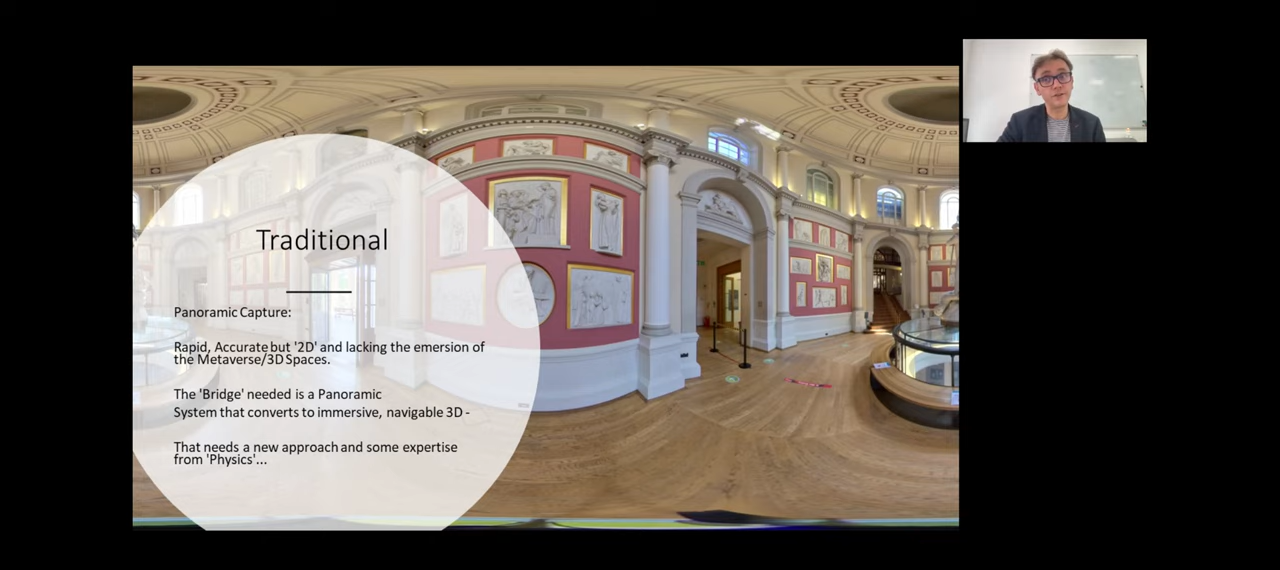 Traditional
Panoramic Capture:
Rapid, Accurate but '2D' and lacking the emersion of
the Metaverse/3D Spaces.
The 'Bridge' needed is a Panoramic
System that converts to immersive, navigable 3D -
That needs a new approach and some expertise
from 'Physics'...